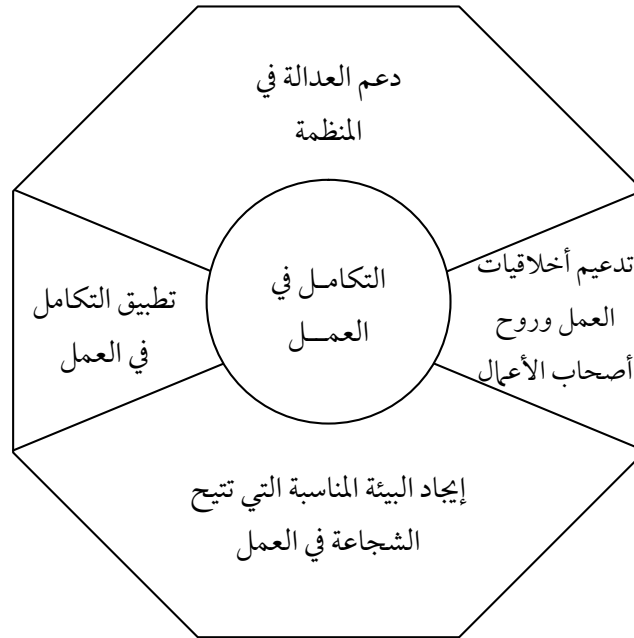 دعم العدالة في
المنظمة
تدعيم أخلاقيات
العمل وروح
أصحاب الأعمال
التكامـل في
العمــل
تطبيق التكامل
في العمل
إيجاد البيئة المناسبة التي تتيح
الشجاعة في العمل